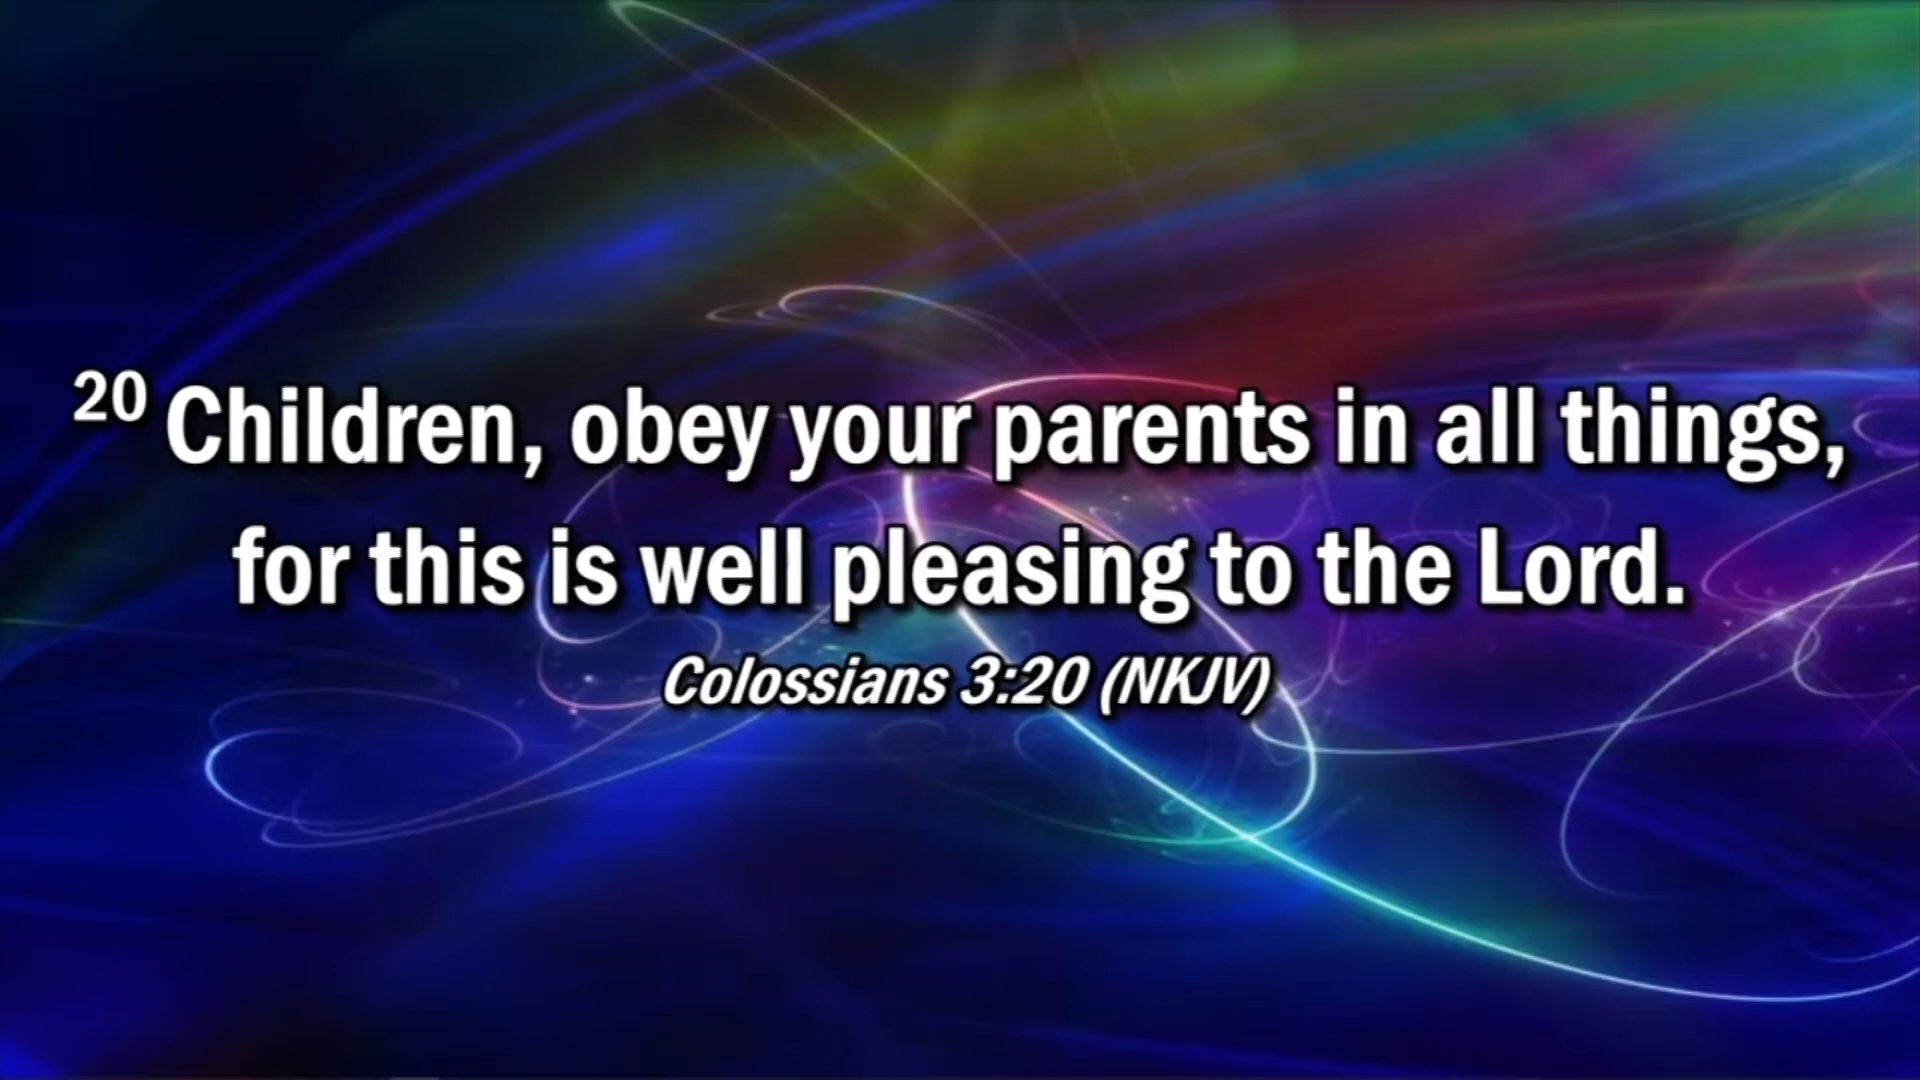 20 Children, obey your parents in all things,
for this is well pleasing to the Lord.
Colossians 3:20 (NKJV)